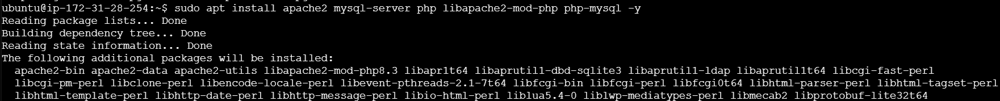 ubuntu@ip-172-31-28-254:~$ sudo apt install apache2 mysql-server php libapache2-mod-php php-mysql -y
Reading package lists... Done
Building dependency tree... Done
Reading state information... Done
The following additional packages will be installed:
  apache2-bin apache2-data apache2-utils libapache2-mod-php8.3 libapr1t64 libaprutil1-dbd-sqlite3 libaprutil1-ldap libaprutil1t64 libcgi-fast-perl
  libcgi-pm-perl libclone-perl libencode-locale-perl libevent-pthreads-2.1-7t64 libfcgi-bin libfcgi-perl libfcgi0t64 libhtml-parser-perl libhtml-tagset-perl
  libhtml-template-perl libhttp-date-perl libhttp-message-perl libio-html-perl liblua5.4-0 liblwp-mediatypes-perl libmecab2 libprotobuf-lite32t64